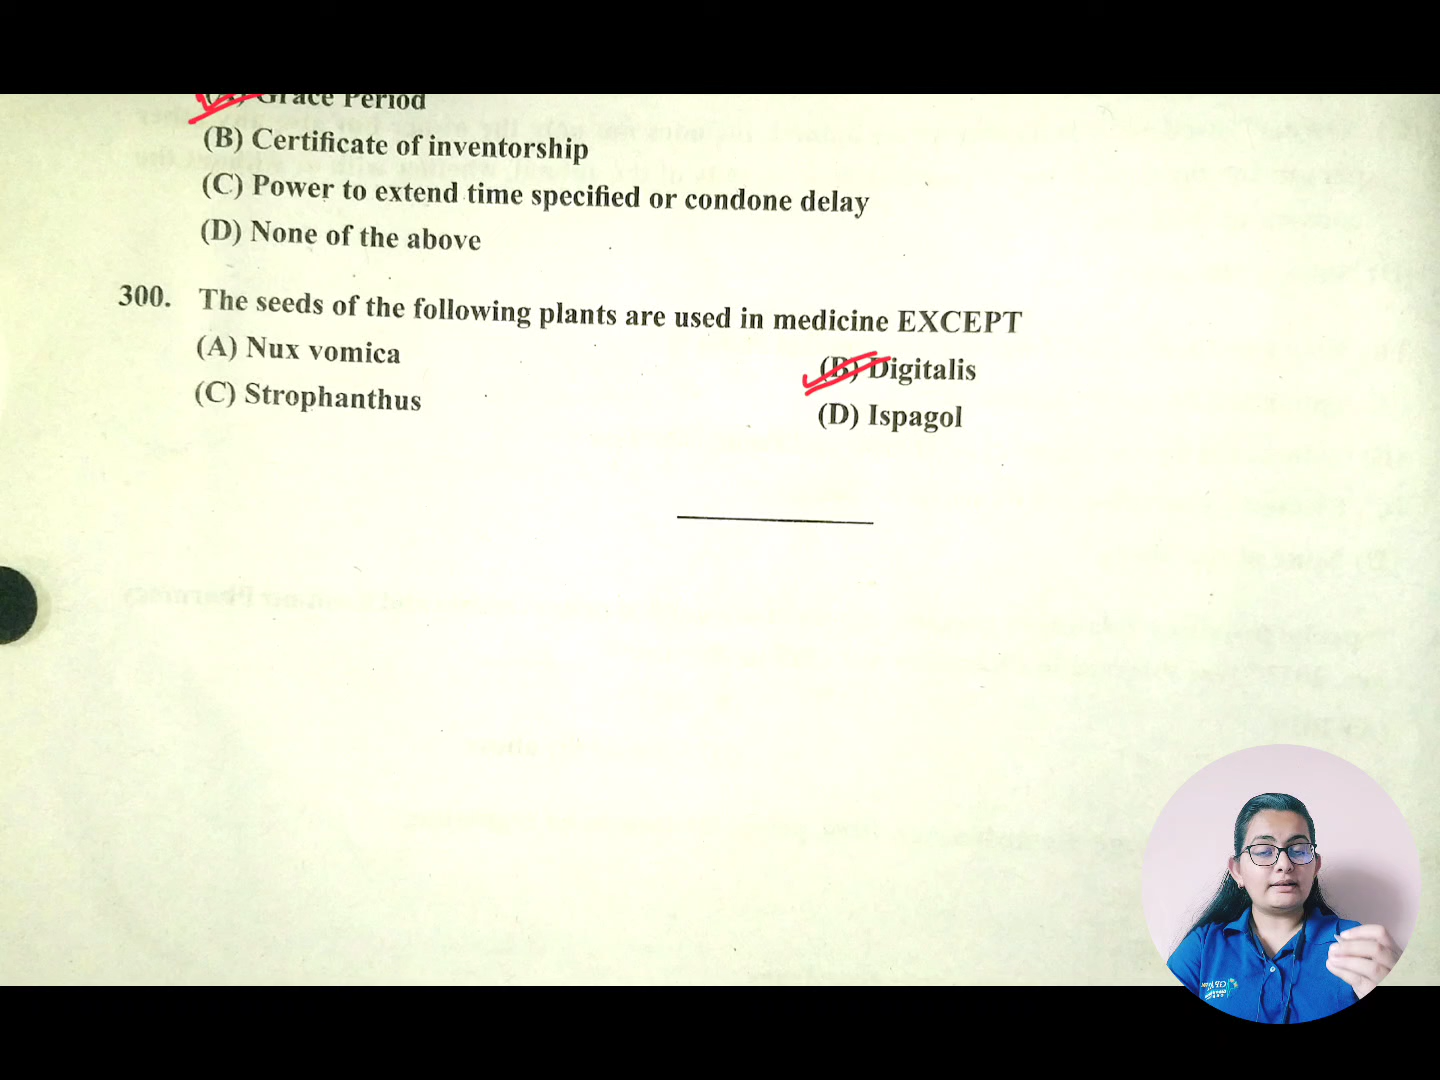 (A) Grace Period
(B) Certificate of inventorship
(C) Power to extend time specified or condone delay
(D) None of the above
300. The seeds of the following plants are used in medicine EXCEPT
(A) Nux vomica (B) Digitalis
(C) Strophanthus (D) Ispagol